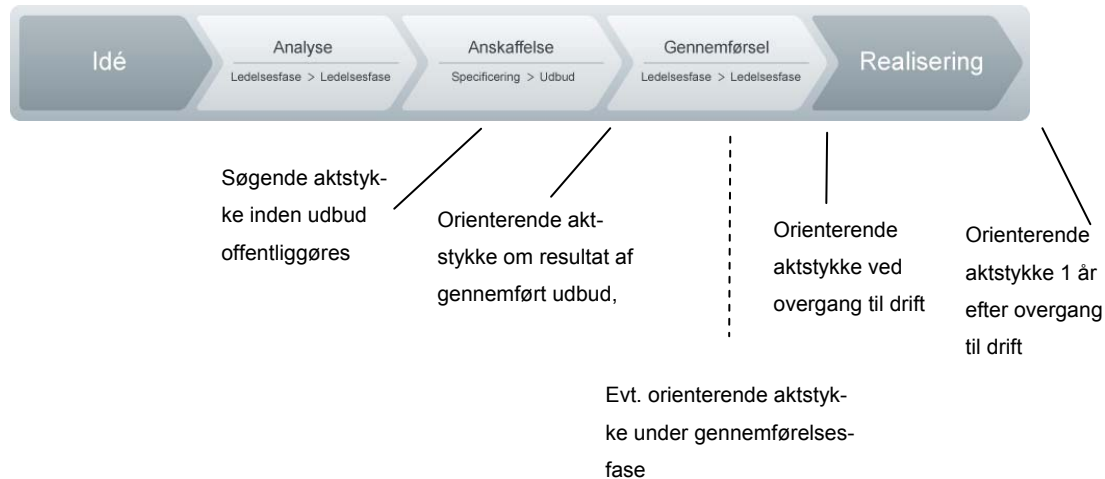 Idé
Analyse
Ledelsesfase > Ledelsesfase
Anskaffelse
Specificering > Udbud
Gennemførsel
Ledelsesfase > Ledelsesfase
Realisering
Søgende aktstyk-
ke inden udbud
offentliggøres
Orienterende akt-
stykke om resultat af
gennemført udbud,
Orienterende
aktstykke ved
overgang til drift
Orienterende
aktstykke 1 år
efter overgang
til drift
Evt. orienterende aktstyk-
ke under gennemførelses-
fase